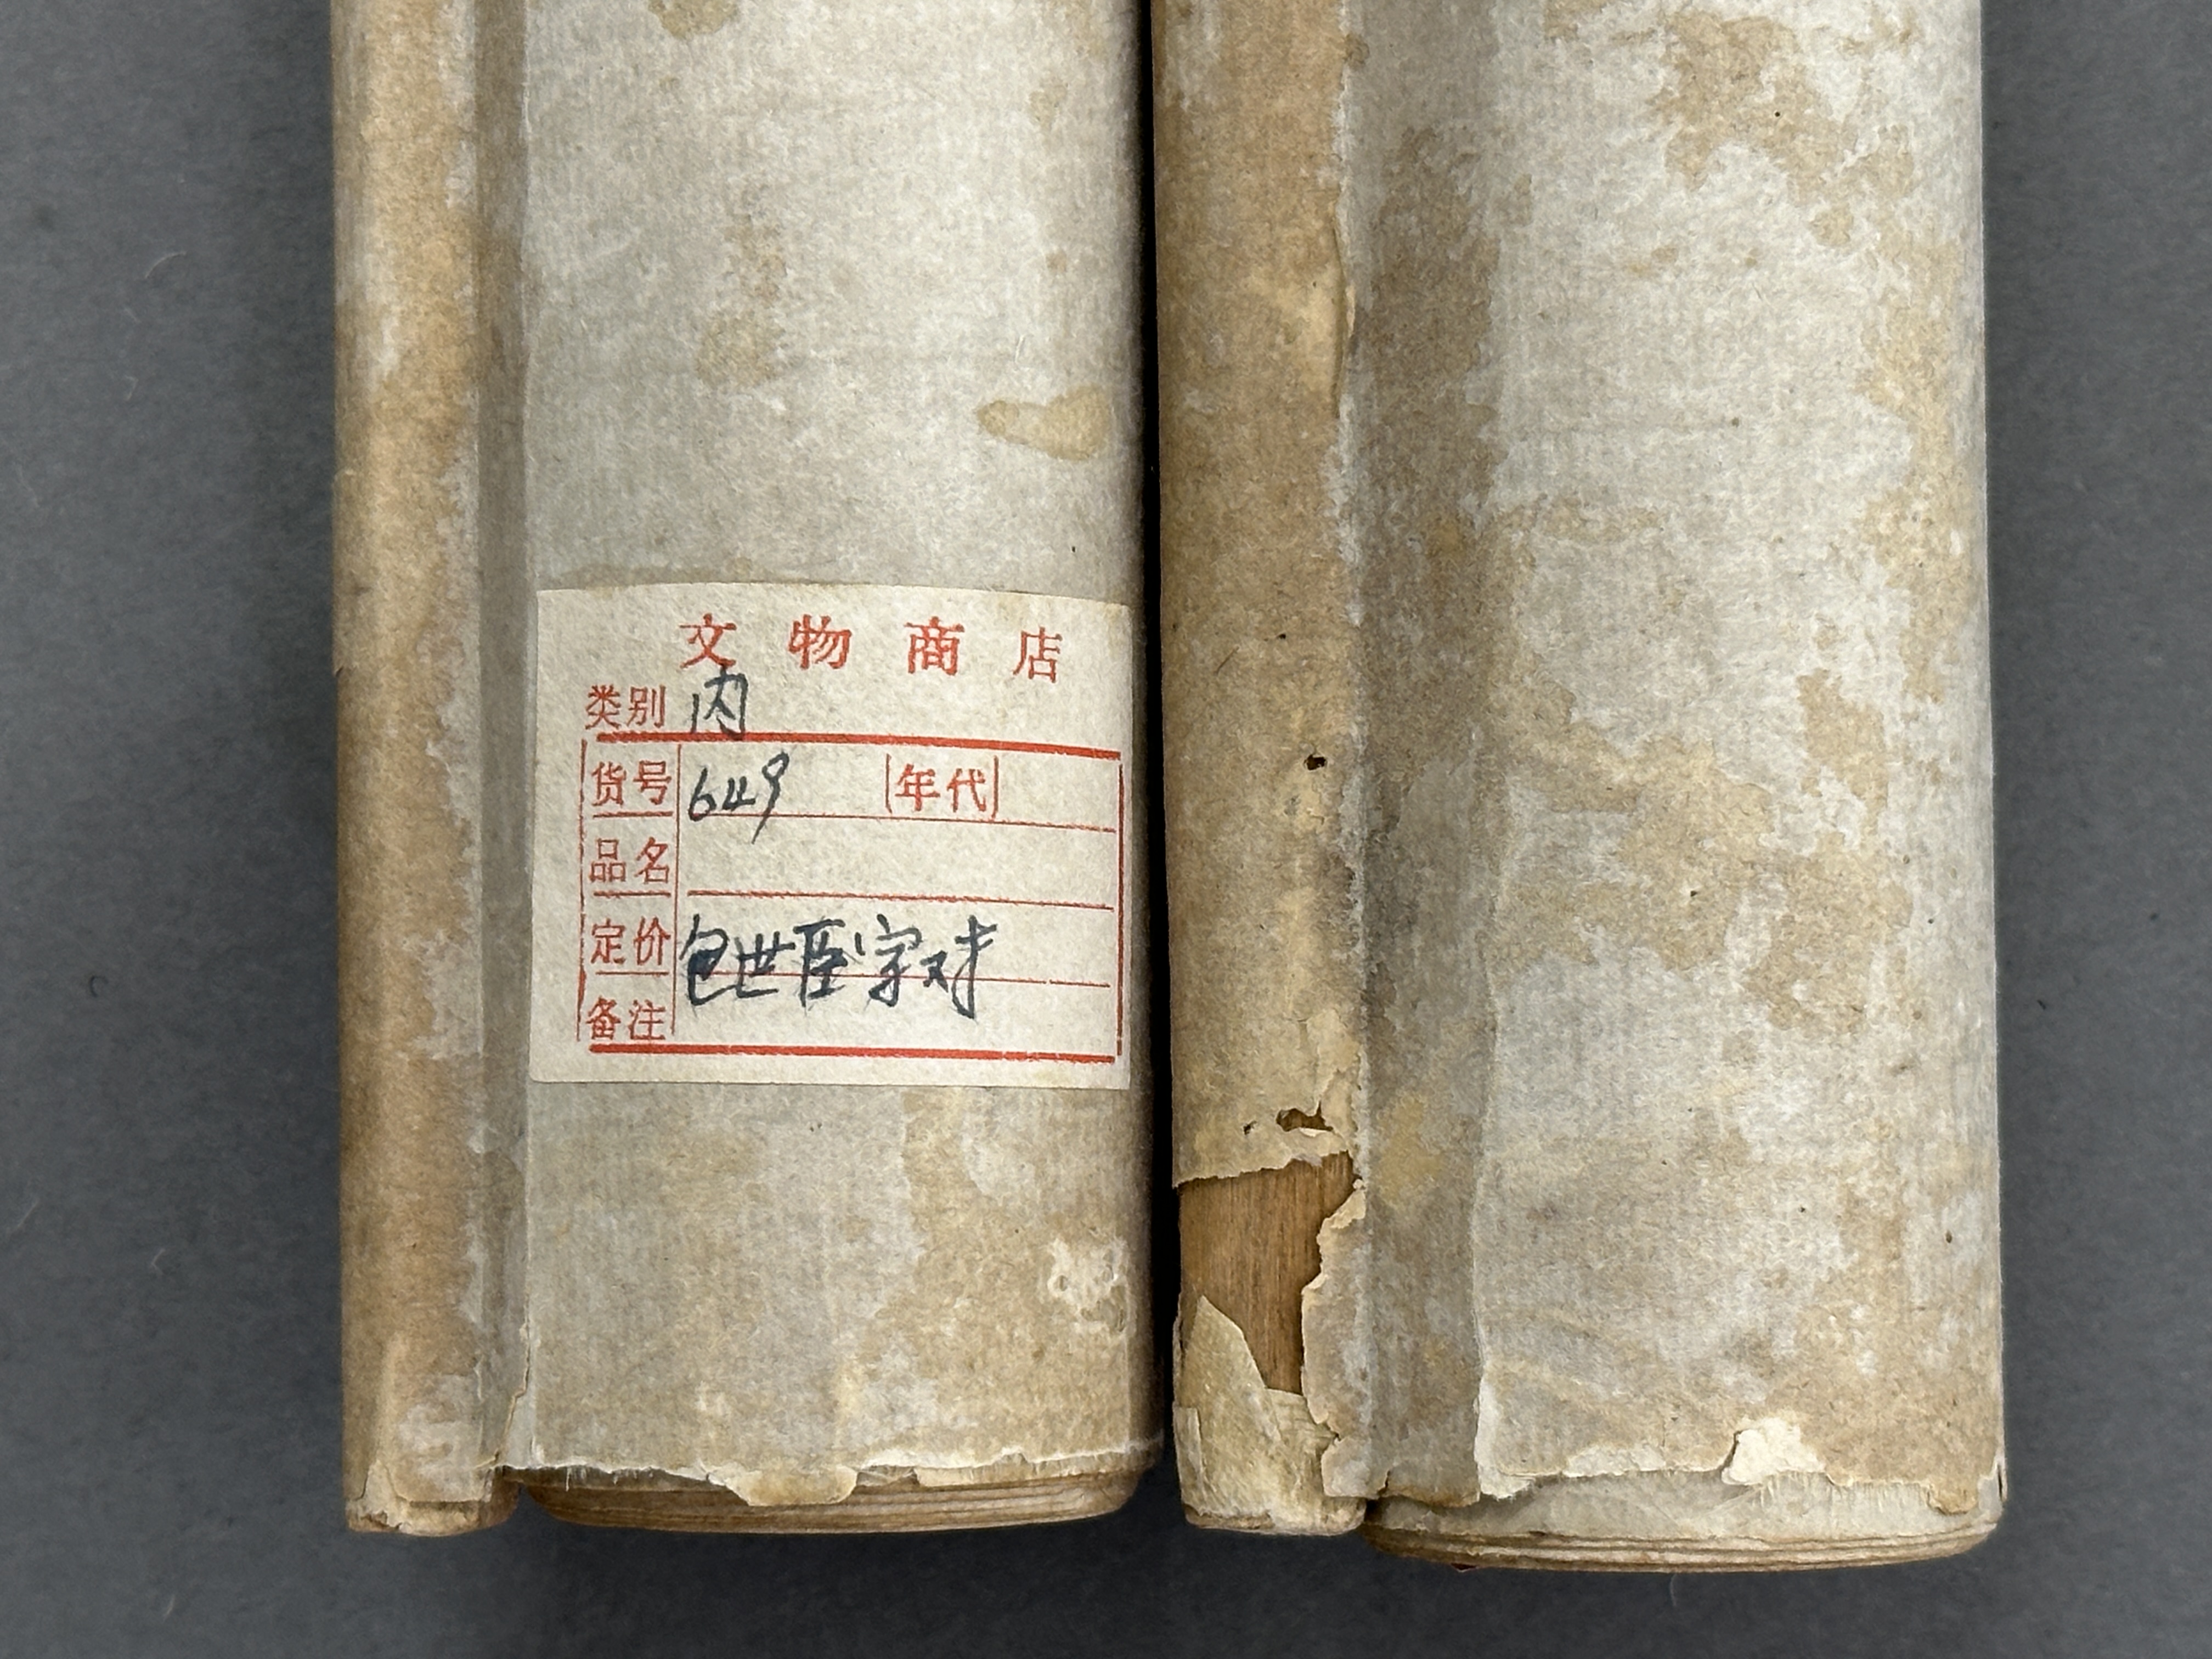 文物商店
类别 内
货号 649 年代
品名
定价 包世臣字对
备注